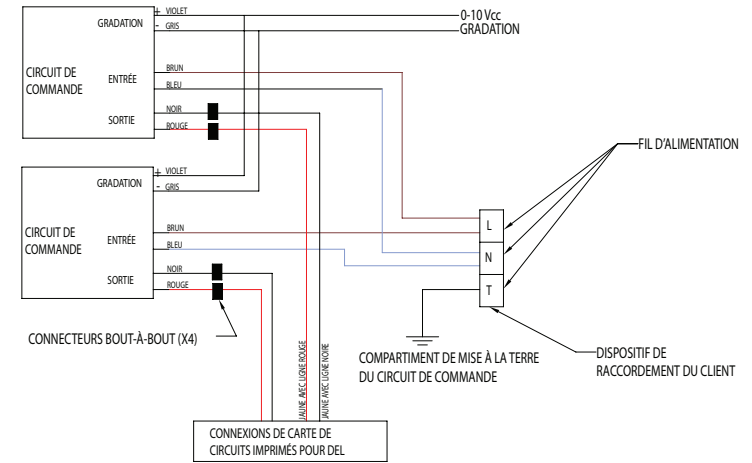 + VIOLET
0-10 Vcc
GRADATION
- GRIS
GRADATION
CIRCUIT DE
COMMANDE
BRUN
ENTRÉE
BLEU
NOIR
SORTIE
ROUGE
FIL D'ALIMENTATION
+ VIOLET
GRADATION
- GRIS
CIRCUIT DE
COMMANDE
BRUN
ENTRÉE
BLEU
NOIR
SORTIE
ROUGE
L
N
T
CONNECTEURS BOUT-À-BOUT (X4)
JAUNE AVEC LIGNE ROUGE
JAUNE AVEC LIGNE NOIRE
COMPARTIMENT DE MISE À LA TERRE
DU CIRCUIT DE COMMANDE
DISPOSITIF DE
RACCORDEMENT DU CLIENT
CONNEXIONS DE CARTE DE
CIRCUITS IMPRIMÉS POUR DEL